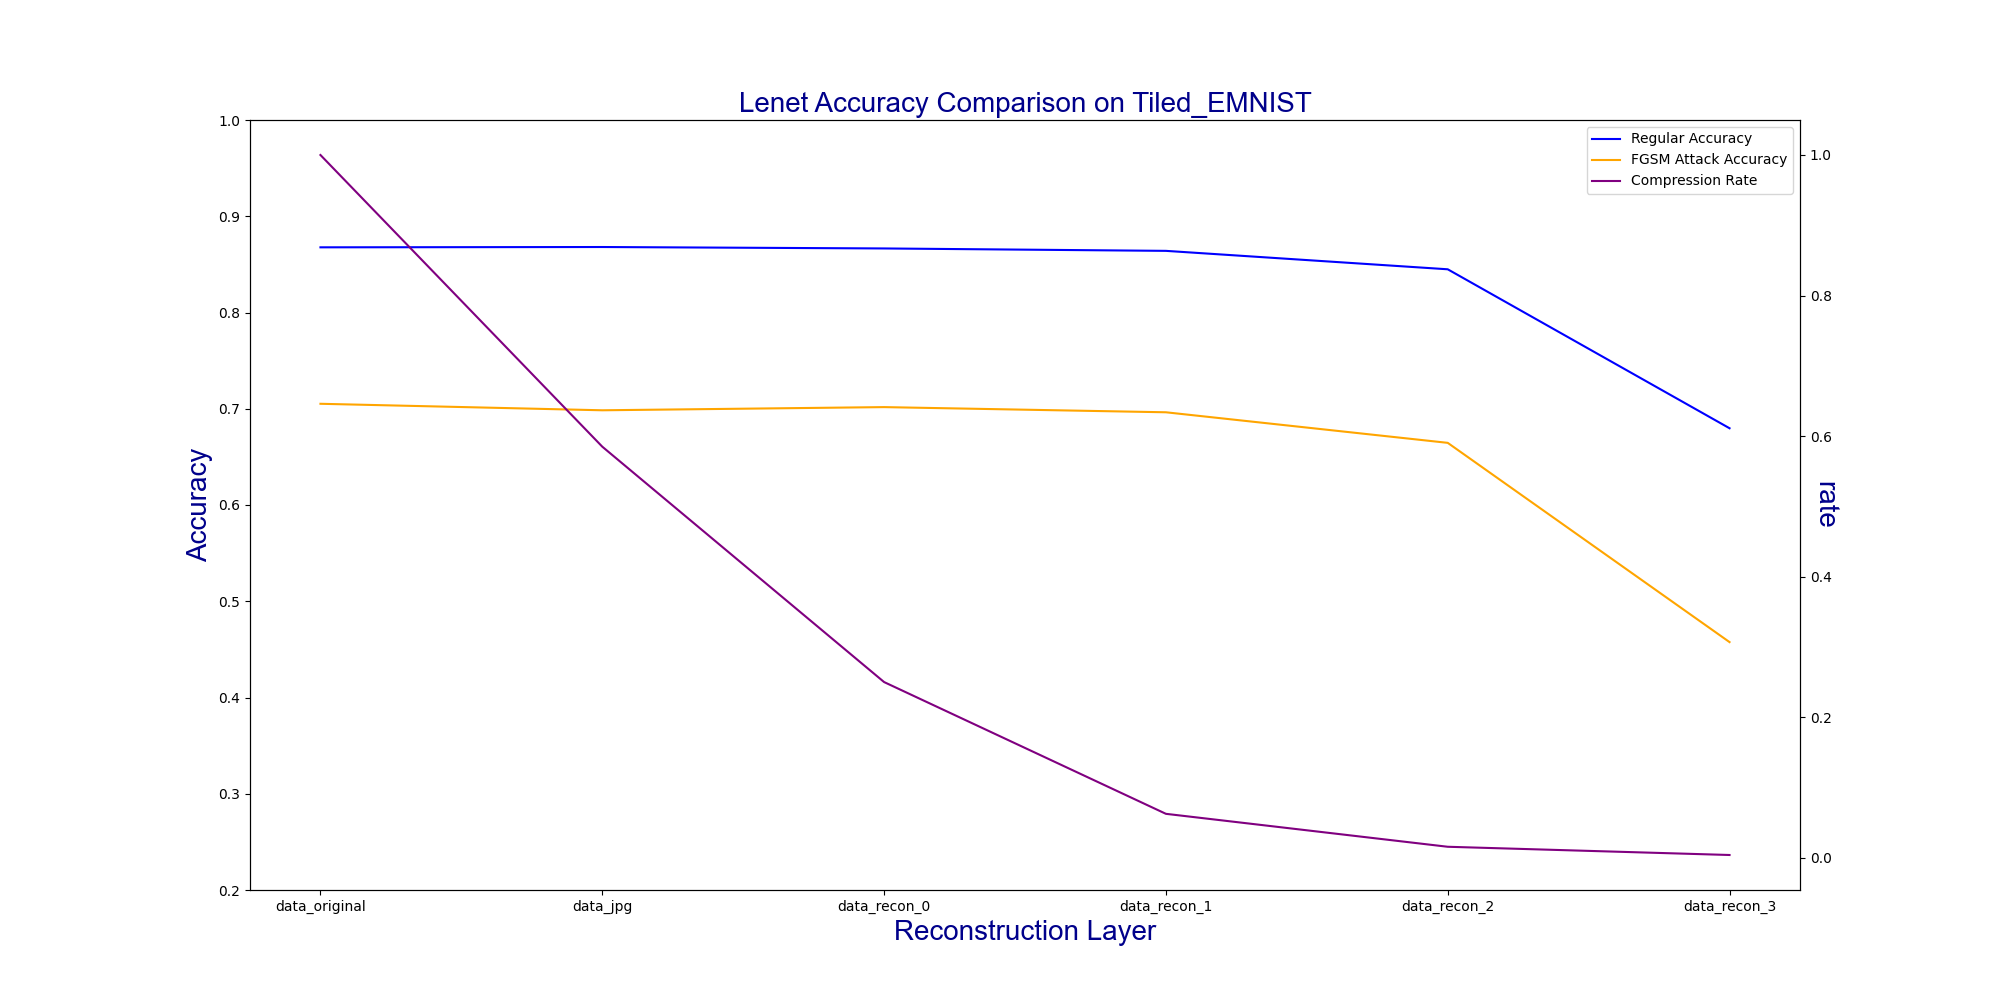 Lenet Accuracy Comparison on Tiled_EMNIST
Regular Accuracy
FGSM Attack Accuracy
Compression Rate
Accuracy
1.0
0.9
0.8
0.7
0.6
0.5
0.4
0.3
0.2
1.0
0.8
0.6
0.4
0.2
0.0
rate
data_original
data_jpg
data_recon_0
data_recon_1
data_recon_2
data_recon_3
Reconstruction Layer